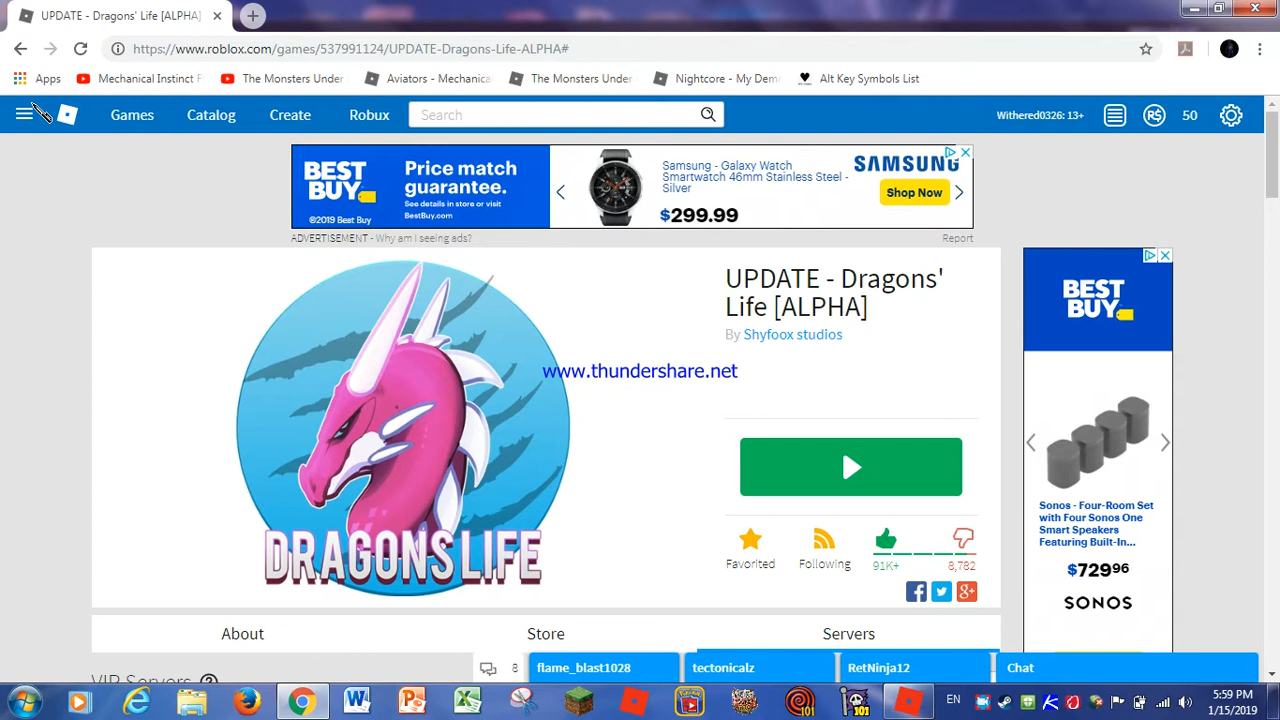 UPDATE - Dragons' Life [ALPHA]
https://www.roblox.com/games/537991124/UPDATE-Dragons-Life-ALPHA#
Apps
Mechanical Instinct F
The Monsters Under
Aviators - Mechanica
The Monsters Under
Nightcore - My Dem
Alt Key Symbols List
Games
Catalog
Create
Robux
Search
Withered0326: 13+
R$
50
BEST BUY
Price match guarantee.
See details in store or visit BestBuy.com
©2019 Best Buy
Samsung - Galaxy Watch
Smartwatch 46mm Stainless Steel -
Silver
$299.99
SAMSUNG
Shop Now
ADVERTISEMENT - Why am I seeing ads?
Report
UPDATE - Dragons'
Life [ALPHA]
By Shyfoox studios
www.thundershare.net
DRAGONS LIFE
Favorited
Following
91K+
8,782
BEST
BUY
Sonos - Four-Room Set
with Four Sonos One
Smart Speakers
Featuring Built-In...
$729.96
SONOS
About
Store
Servers
VIP Servers
8
flame_blast1028
tectonicalz
RetNinja12
Chat
EN
5:59 PM
1/15/2019